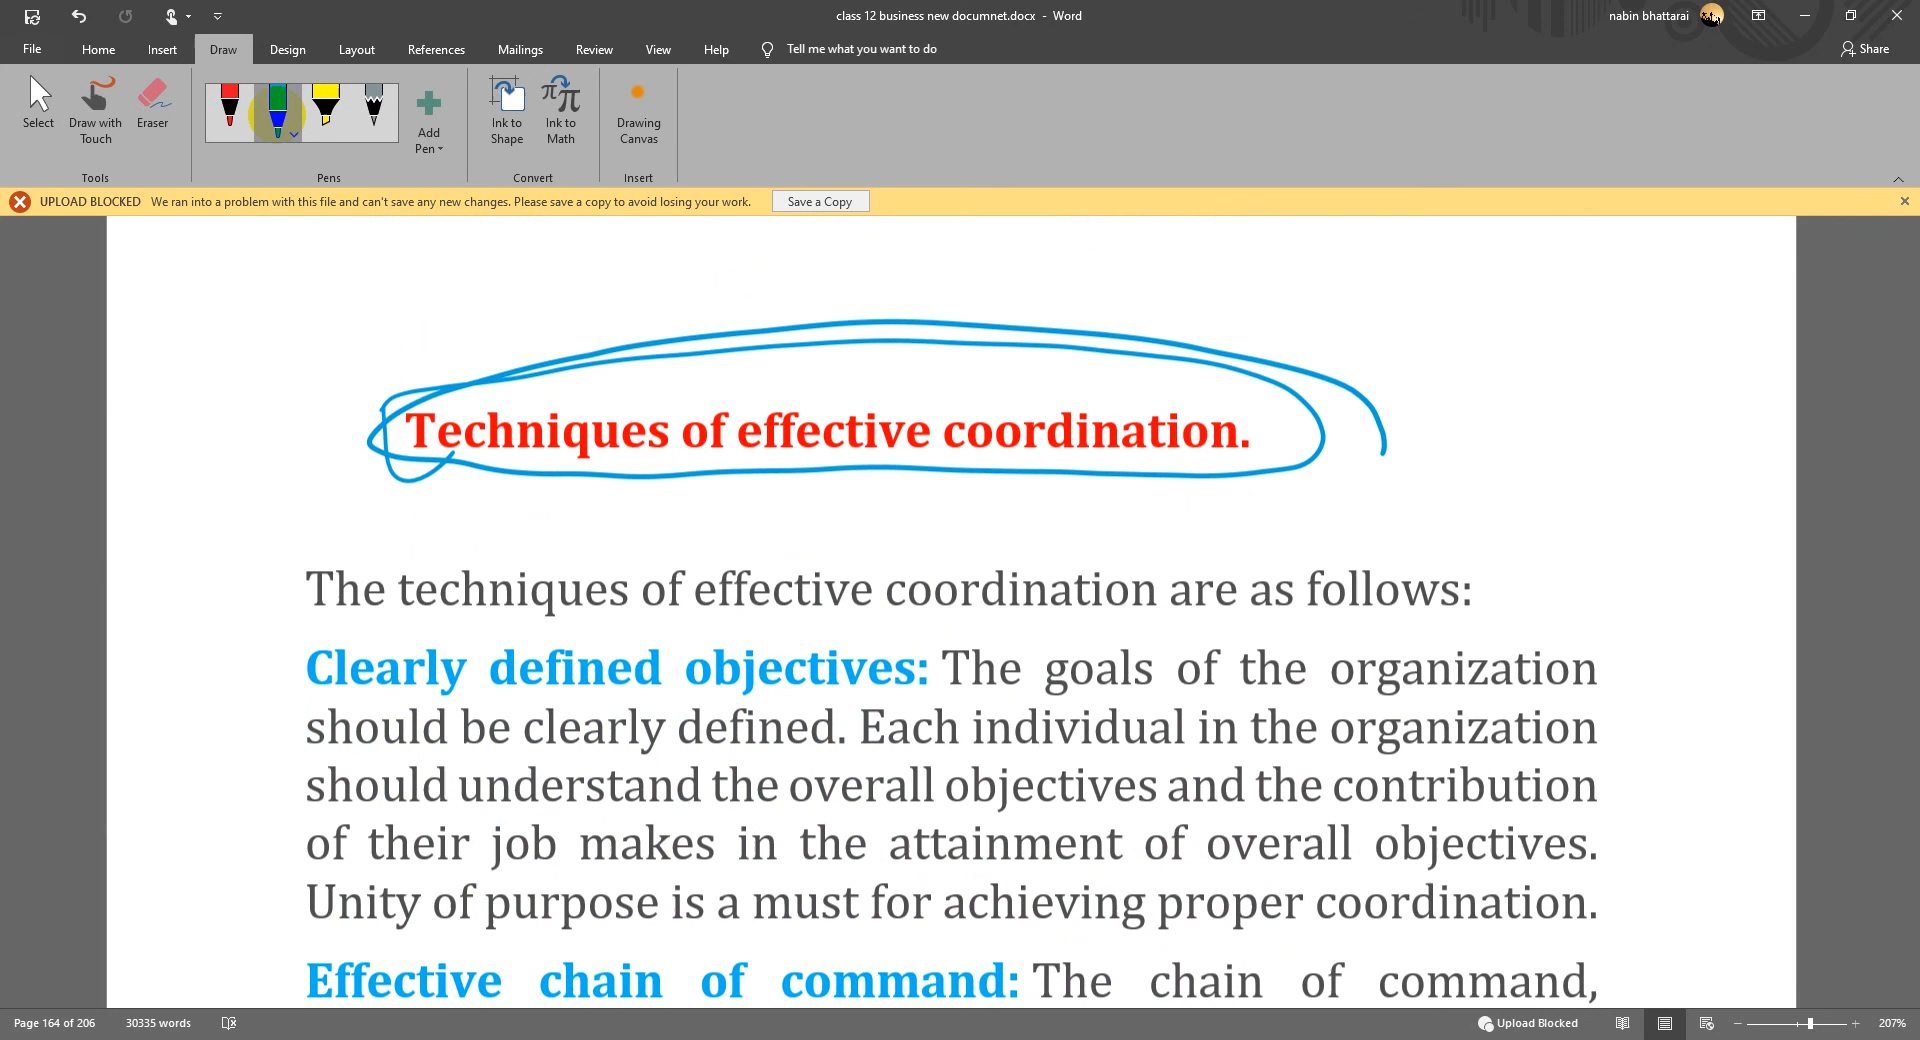 class 12 business new documnet.docx - Word
nabin bhattarai
File Home Insert Draw Design Layout References Mailings Review View Help Tell me what you want to do Share
Select Draw with Touch Eraser Add Pen Ink to Shape Ink to Math Drawing Canvas
Tools Pens Convert Insert
UPLOAD BLOCKED We ran into a problem with this file and can't save any new changes. Please save a copy to avoid losing your work. Save a Copy
Techniques of effective coordination.
The techniques of effective coordination are as follows:
Clearly defined objectives: The goals of the organization
should be clearly defined. Each individual in the organization
should understand the overall objectives and the contribution
of their job makes in the attainment of overall objectives.
Unity of purpose is a must for achieving proper coordination.
Effective chain of command: The chain of command,
Page 164 of 206 30335 words Upload Blocked 207%